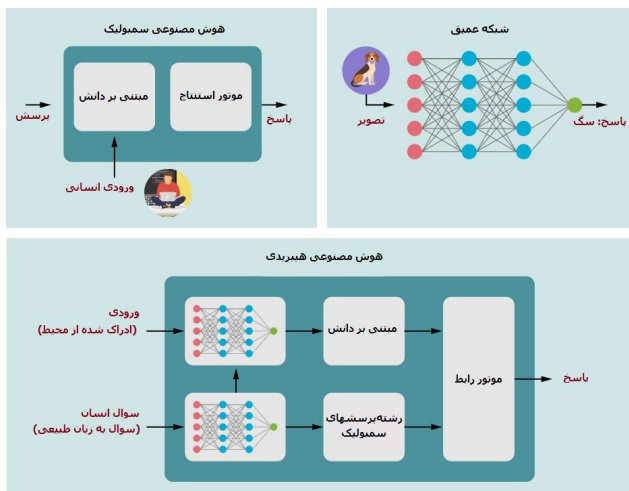 هوش مصنوعی سمبولیک
مبتنی بر دانش
موتور استنتاج
پرسش
پاسخ
ورودی انسانی
شبکه عمیق
تصویر
پاسخ: سگ
هوش مصنوعی هیبریدی
ورودی
(ادراک شده از محیط)
مبتنی بر دانش
موتور رابط
پاسخ
سوال انسان
(سوال به زبان طبیعی)
رشته‌پرسشهای
سمبولیک